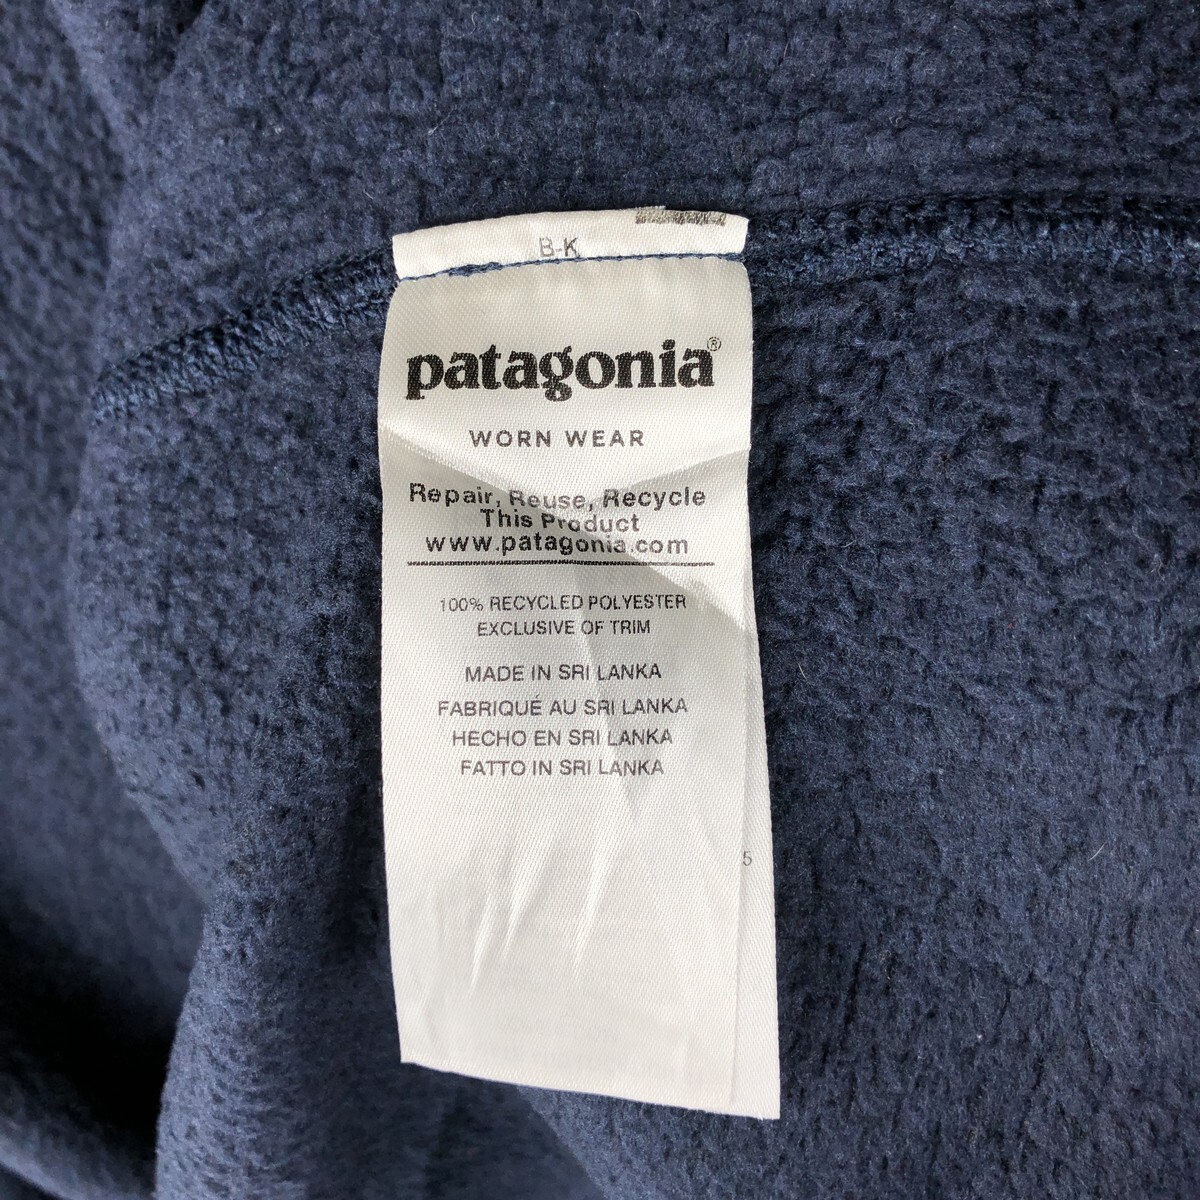 B-K
patagonia®
WORN WEAR
Repair, Reuse, Recycle
This Product
www.patagonia.com
100% RECYCLED POLYESTER
EXCLUSIVE OF TRIM
MADE IN SRI LANKA
FABRIQUÉ AU SRI LANKA
HECHO EN SRI LANKA
FATTO IN SRI LANKA
5